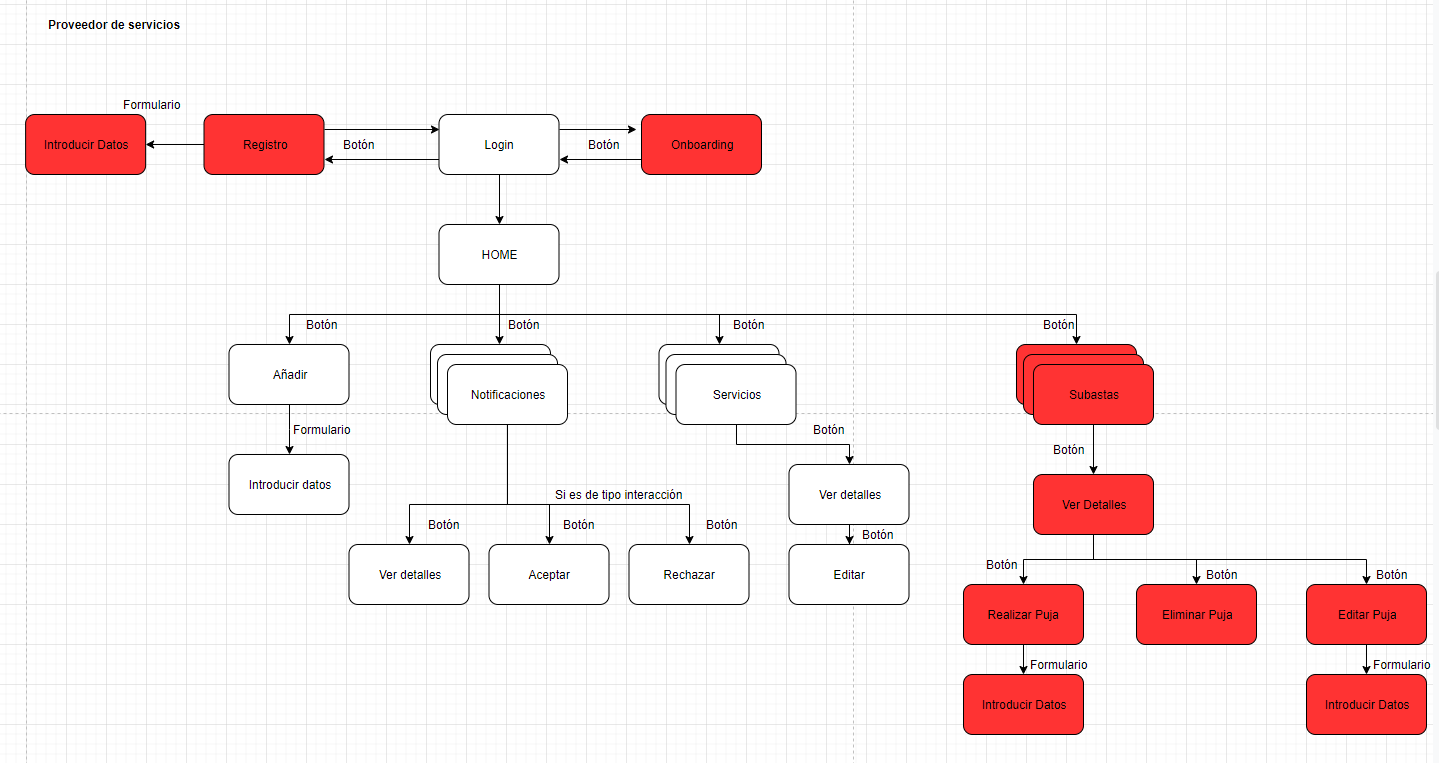 Proveedor de servicios
Formulario
Introducir Datos
Registro
Botón
Login
Botón
Onboarding
HOME
Botón
Botón
Botón
Botón
Añadir
Notificaciones
Servicios
Subastas
Formulario
Botón
Botón
Introducir datos
Si es de tipo interacción
Ver detalles
Ver Detalles
Botón
Botón
Botón
Botón
Ver detalles
Aceptar
Rechazar
Editar
Botón
Botón
Botón
Realizar Puja
Eliminar Puja
Editar Puja
Formulario
Formulario
Introducir Datos
Introducir Datos